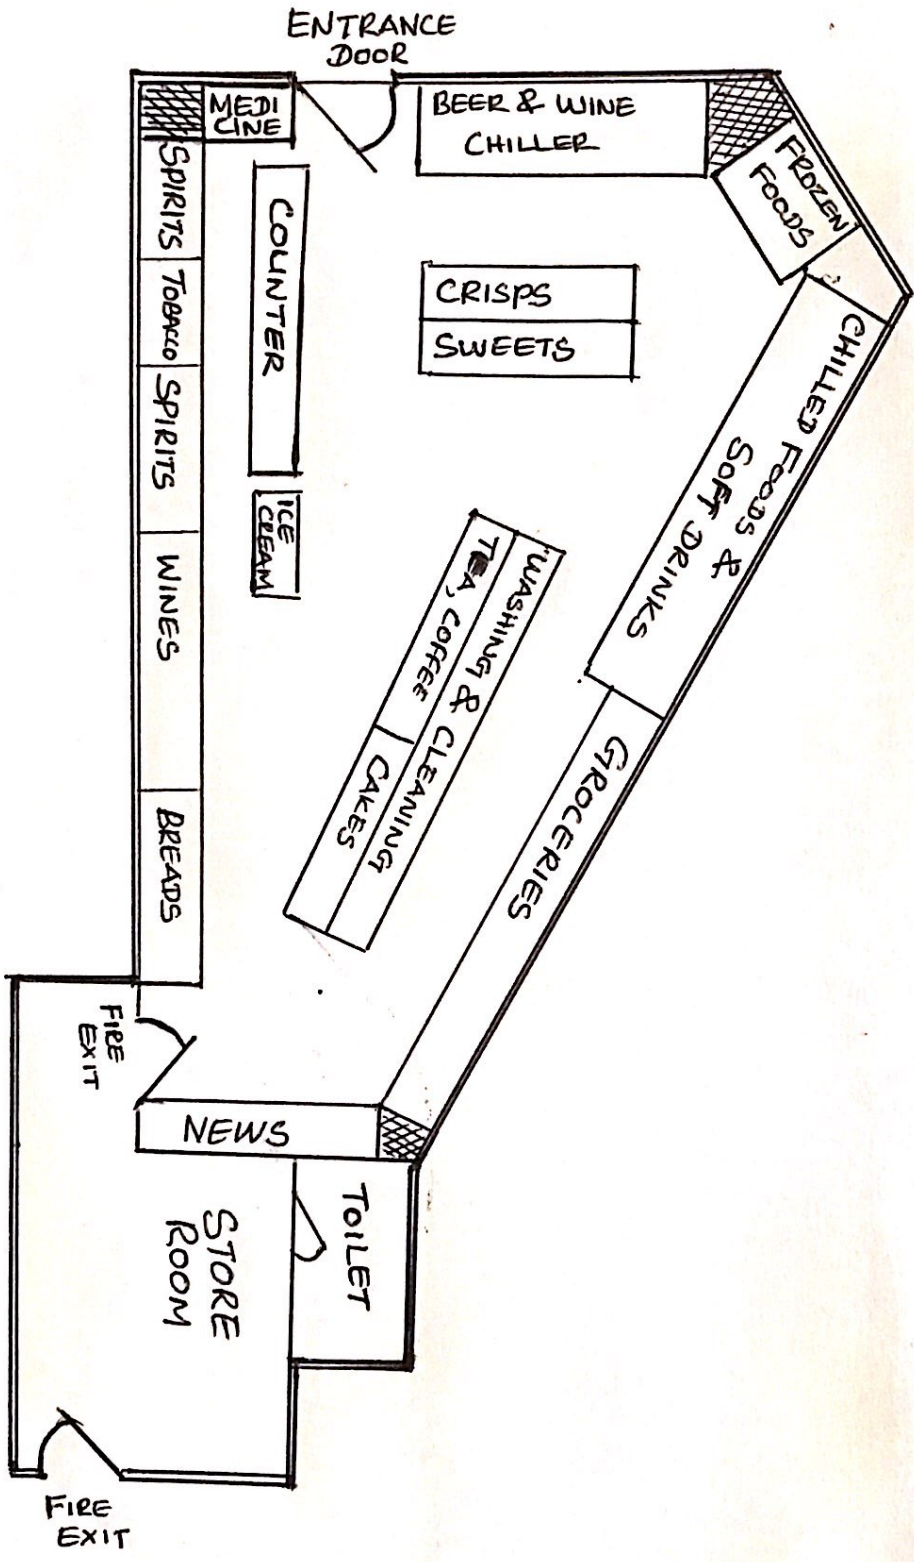 ENTRANCE
DOOR
MEDI
CINE
BEER & WINE
CHILLER
FROZEN
FOODS
SPIRITS
TOBACCO
SPIRITS
WINES
BREADS
COUNTER
ICE
CREAM
CRISPS
SWEETS
CHILLED FOODS &
SOFT DRINKS
WASHING & CLEANING
TEA, COFFEE
CAKES
GROCERIES
FIRE
EXIT
NEWS
TOILET
STORE
ROOM
FIRE
EXIT